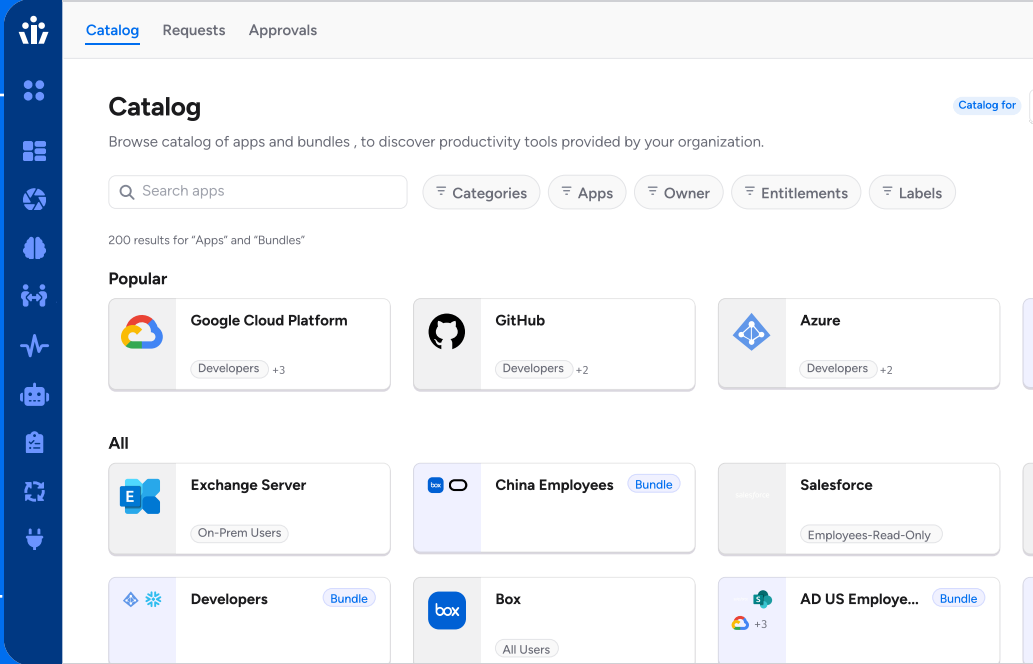 Catalog Requests Approvals
Catalog
Catalog for
Browse catalog of apps and bundles , to discover productivity tools provided by your organization.
Search apps
Categories
Apps
Owner
Entitlements
Labels
200 results for “Apps” and “Bundles”
Popular
Google Cloud Platform
Developers +3
GitHub
Developers +2
Azure
Developers +2
All
E
Exchange Server
On-Prem Users
box
China Employees Bundle
salesforce
Salesforce
Employees-Read-Only
Developers Bundle
box
Box
All Users
S
+3
AD US Employe... Bundle